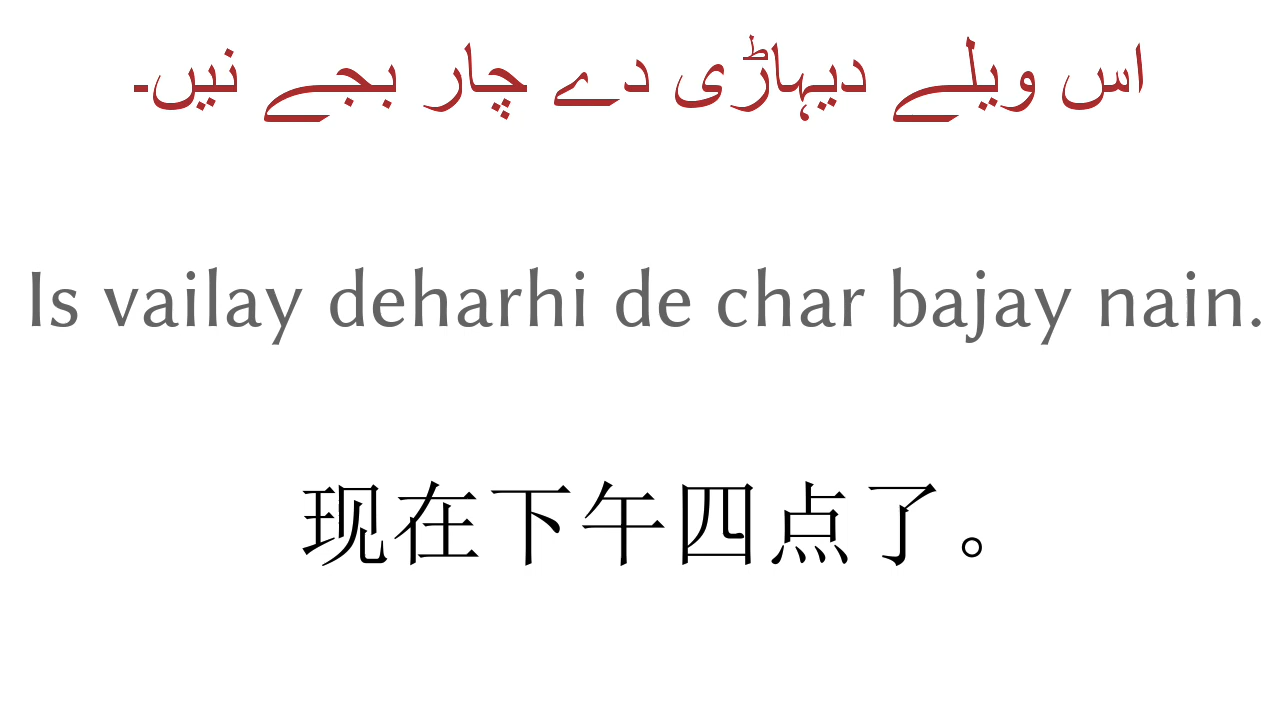 اس ویلے دیہاڑی دے چار بجے نیں۔
Is vailay deharhi de char bajay nain.
现在下午四点了。